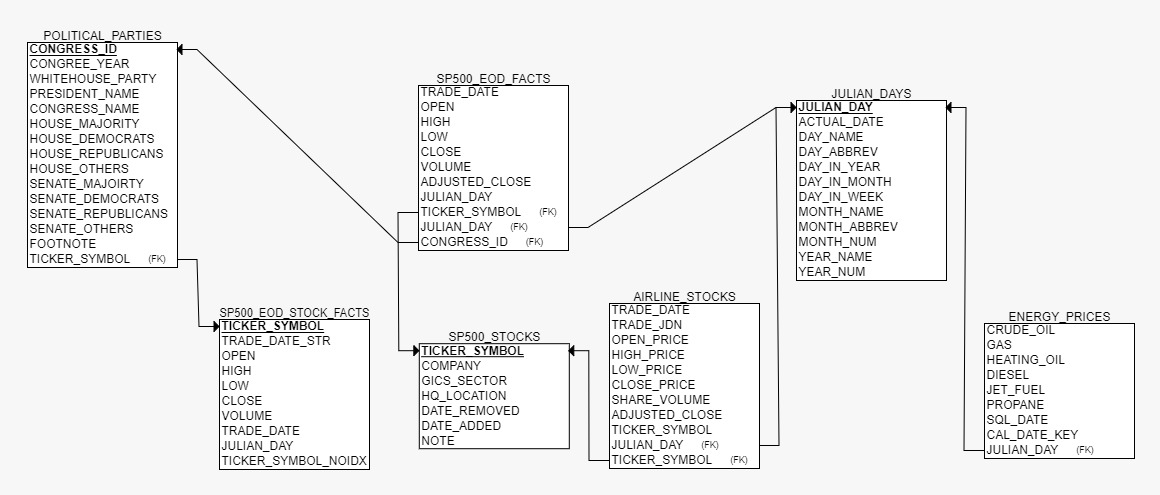 POLITICAL_PARTIES
CONGRESS_ID
CONGREE_YEAR
WHITEHOUSE_PARTY
PRESIDENT_NAME
CONGRESS_NAME
HOUSE_MAJORITY
HOUSE_DEMOCRATS
HOUSE_REPUBLICANS
HOUSE_OTHERS
SENATE_MAJOIRTY
SENATE_DEMOCRATS
SENATE_REPUBLICANS
SENATE_OTHERS
FOOTNOTE
TICKER_SYMBOL (FK)
SP500_EOD_FACTS
TRADE_DATE
OPEN
HIGH
LOW
CLOSE
VOLUME
ADJUSTED_CLOSE
JULIAN_DAY
TICKER_SYMBOL (FK)
JULIAN_DAY (FK)
CONGRESS_ID (FK)
JULIAN_DAYS
JULIAN_DAY
ACTUAL_DATE
DAY_NAME
DAY_ABBREV
DAY_IN_YEAR
DAY_IN_MONTH
DAY_IN_WEEK
MONTH_NAME
MONTH_ABBREV
MONTH_NUM
YEAR_NAME
YEAR_NUM
SP500_EOD_STOCK_FACTS
TICKER_SYMBOL
TRADE_DATE_STR
OPEN
HIGH
LOW
CLOSE
VOLUME
TRADE_DATE
JULIAN_DAY
TICKER_SYMBOL_NOIDX
SP500_STOCKS
TICKER_SYMBOL
COMPANY
GICS_SECTOR
HQ_LOCATION
DATE_REMOVED
DATE_ADDED
NOTE
AIRLINE_STOCKS
TRADE_DATE
TRADE_JDN
OPEN_PRICE
HIGH_PRICE
LOW_PRICE
CLOSE_PRICE
SHARE_VOLUME
ADJUSTED_CLOSE
TICKER_SYMBOL
JULIAN_DAY (FK)
TICKER_SYMBOL (FK)
ENERGY_PRICES
CRUDE_OIL
GAS
HEATING_OIL
DIESEL
JET_FUEL
PROPANE
SQL_DATE
CAL_DATE_KEY
JULIAN_DAY (FK)